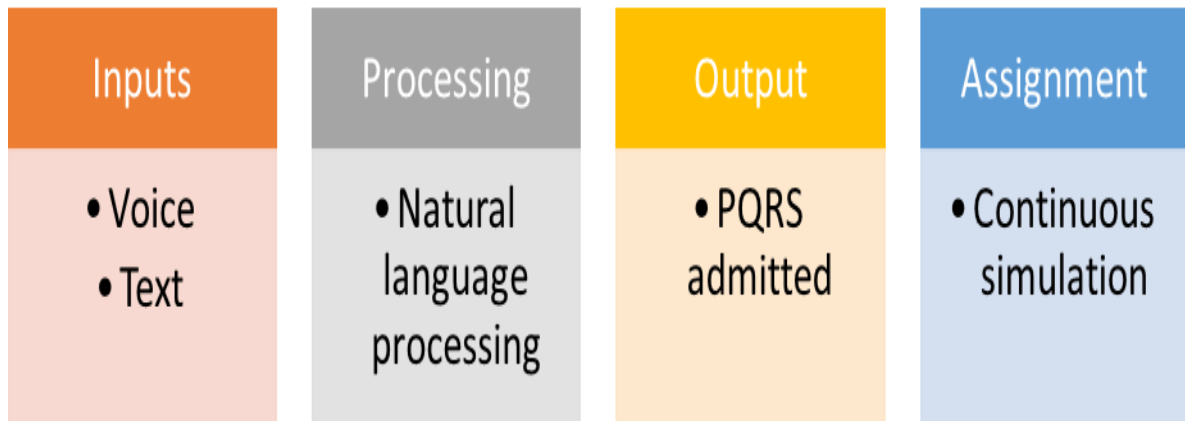 Inputs
• Voice
• Text
Processing
• Natural
language
processing
Output
• PQRS
admitted
Assignment
• Continuous
simulation